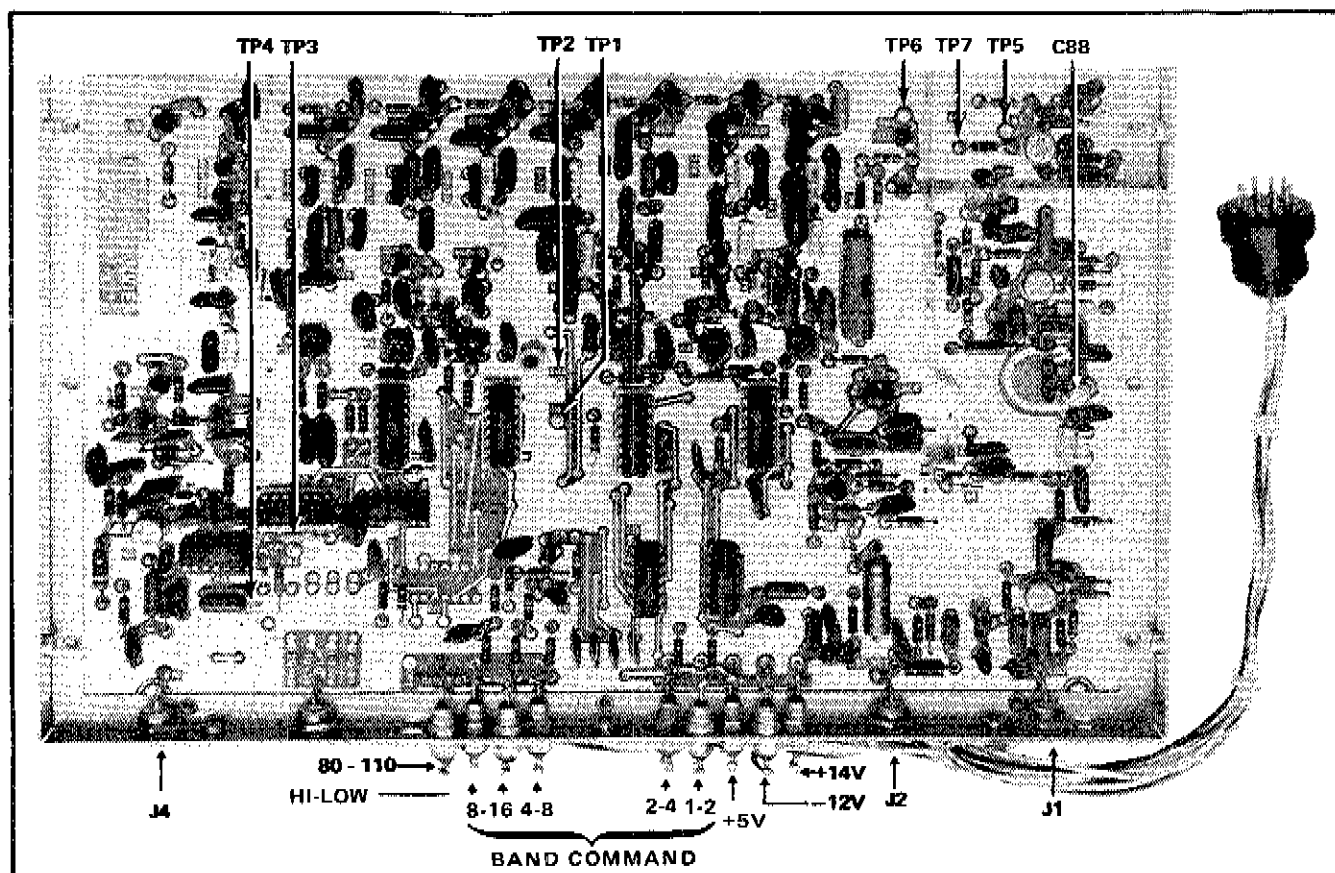 TP4 TP3 TP2 TP1 TP6 TP7 TP5 C88
80 - 110
HI-LOW
J4
8-16 4-8 2-4 1-2 +5V -12V +14V J2 J1
BAND COMMAND